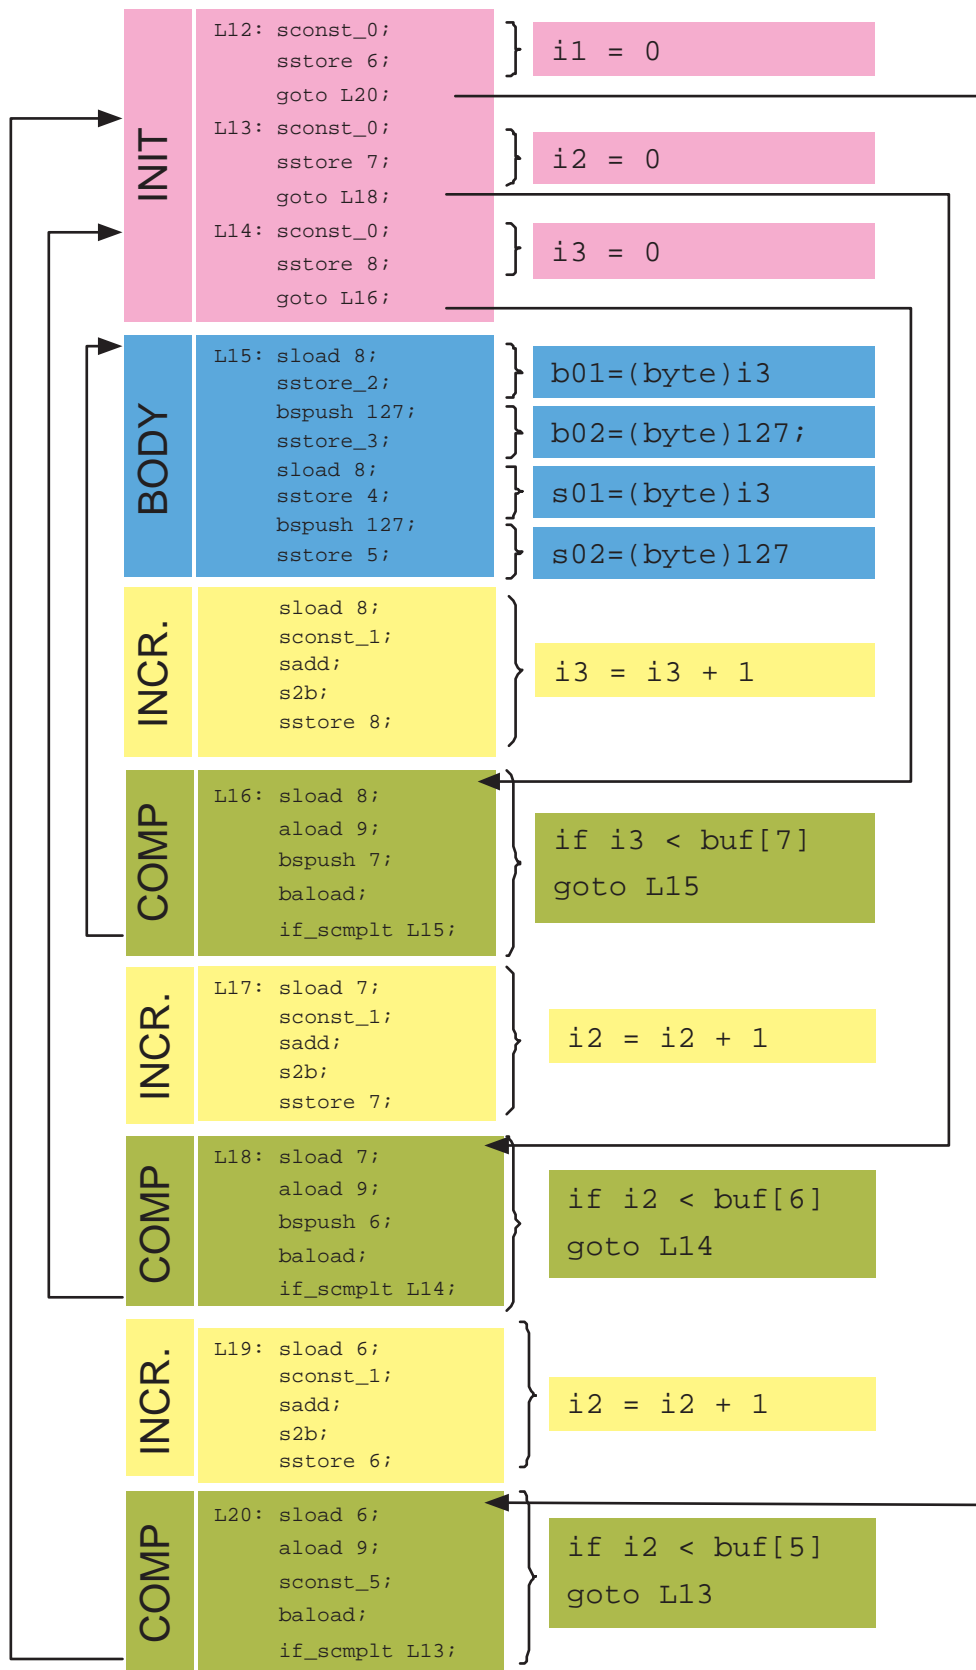 INIT
L12: sconst_0;
sstore 6;
goto L20;
L13: sconst_0;
sstore 7;
goto L18;
L14: sconst_0;
sstore 8;
goto L16;
i1 = 0
i2 = 0
i3 = 0
BODY
L15: sload 8;
sstore_2;
bspush 127;
sstore_3;
sload 8;
sstore 4;
bspush 127;
sstore 5;
b01=(byte)i3
b02=(byte)127;
s01=(byte)i3
s02=(byte)127
INCR.
sload 8;
sconst_1;
sadd;
s2b;
sstore 8;
i3 = i3 + 1
COMP
L16: sload 8;
aload 9;
bspush 7;
baload;
if_scmplt L15;
if i3 < buf[7]
goto L15
INCR.
L17: sload 7;
sconst_1;
sadd;
s2b;
sstore 7;
i2 = i2 + 1
COMP
L18: sload 7;
aload 9;
bspush 6;
baload;
if_scmplt L14;
if i2 < buf[6]
goto L14
INCR.
L19: sload 6;
sconst_1;
sadd;
s2b;
sstore 6;
i2 = i2 + 1
COMP
L20: sload 6;
aload 9;
sconst_5;
baload;
if_scmplt L13;
if i2 < buf[5]
goto L13